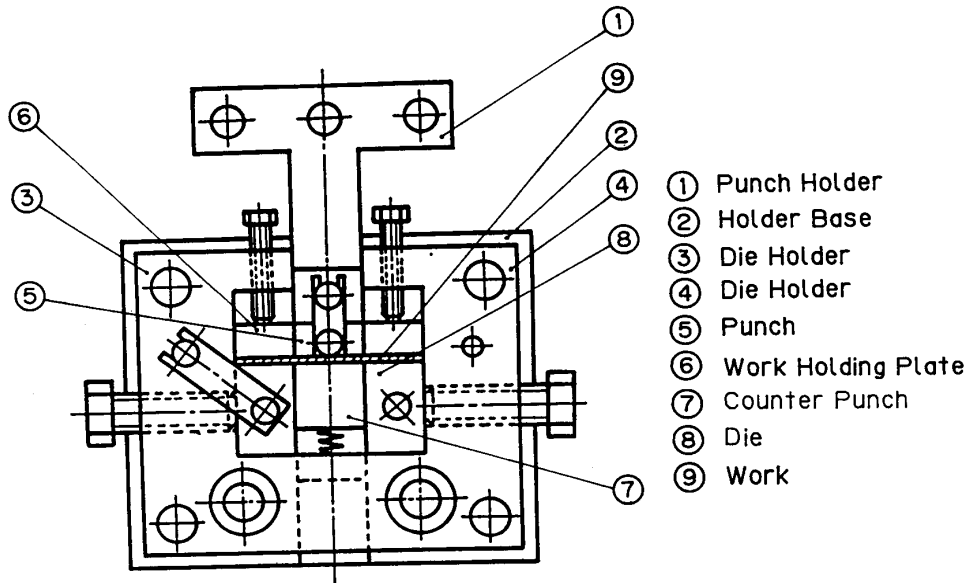 ①
⑨
⑥
②
③
④
⑧
⑤
⑦
① Punch Holder
② Holder Base
③ Die Holder
④ Die Holder
⑤ Punch
⑥ Work Holding Plate
⑦ Counter Punch
⑧ Die
⑨ Work